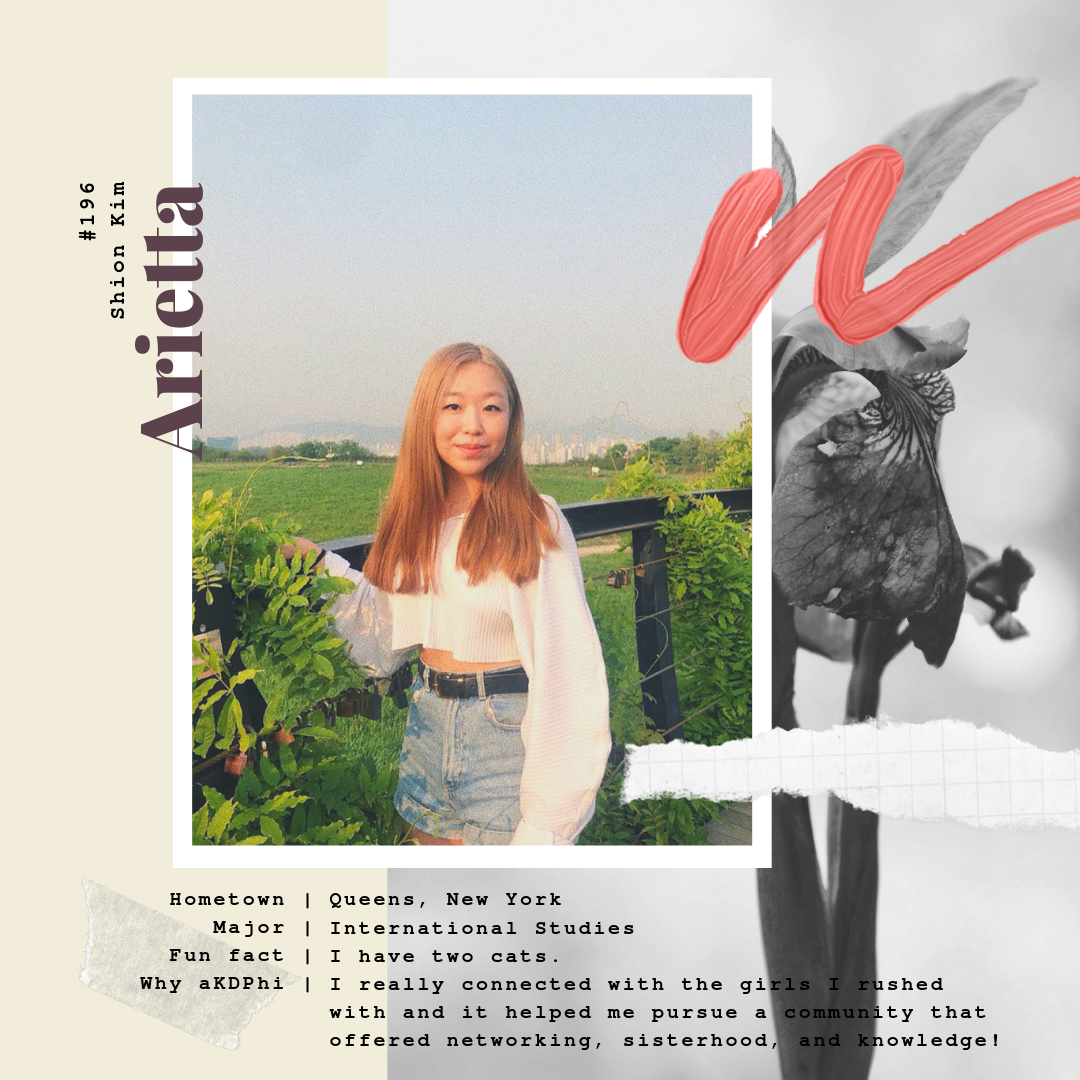 #196
Shion Kim
Arietta
Hometown | Queens, New York
Major | International Studies
Fun fact | I have two cats.
Why aKDPhi | I really connected with the girls I rushed
with and it helped me pursue a community that
offered networking, sisterhood, and knowledge!